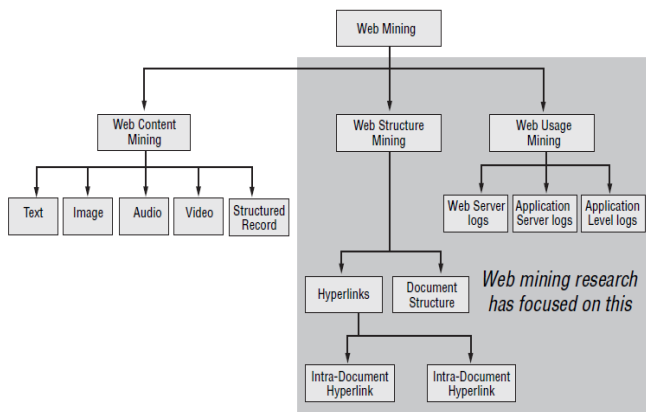 Web Mining
Web Content
Mining
Web Structure
Mining
Web Usage
Mining
Text
Image
Audio
Video
Structured
Record
Web Server
logs
Application
Server logs
Application
Level logs
Hyperlinks
Document
Structure
Web mining research
has focused on this
Intra-Document
Hyperlink
Intra-Document
Hyperlink